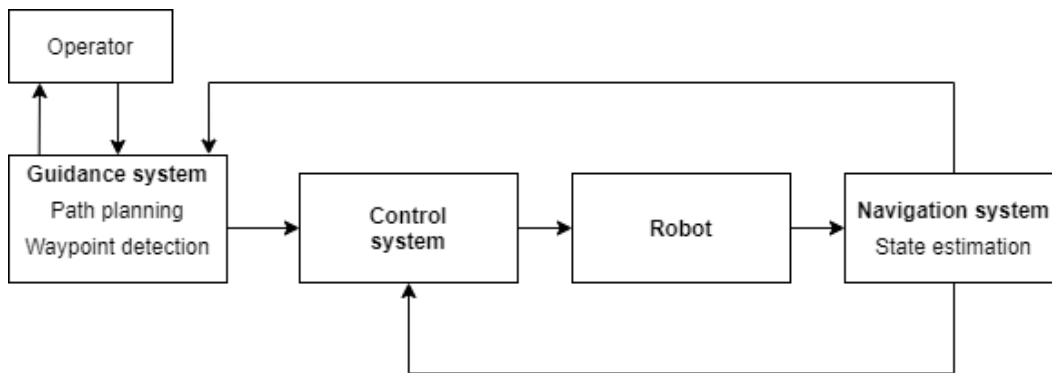 Operator
Guidance system
Path planning
Waypoint detection
Control
system
Robot
Navigation system
State estimation